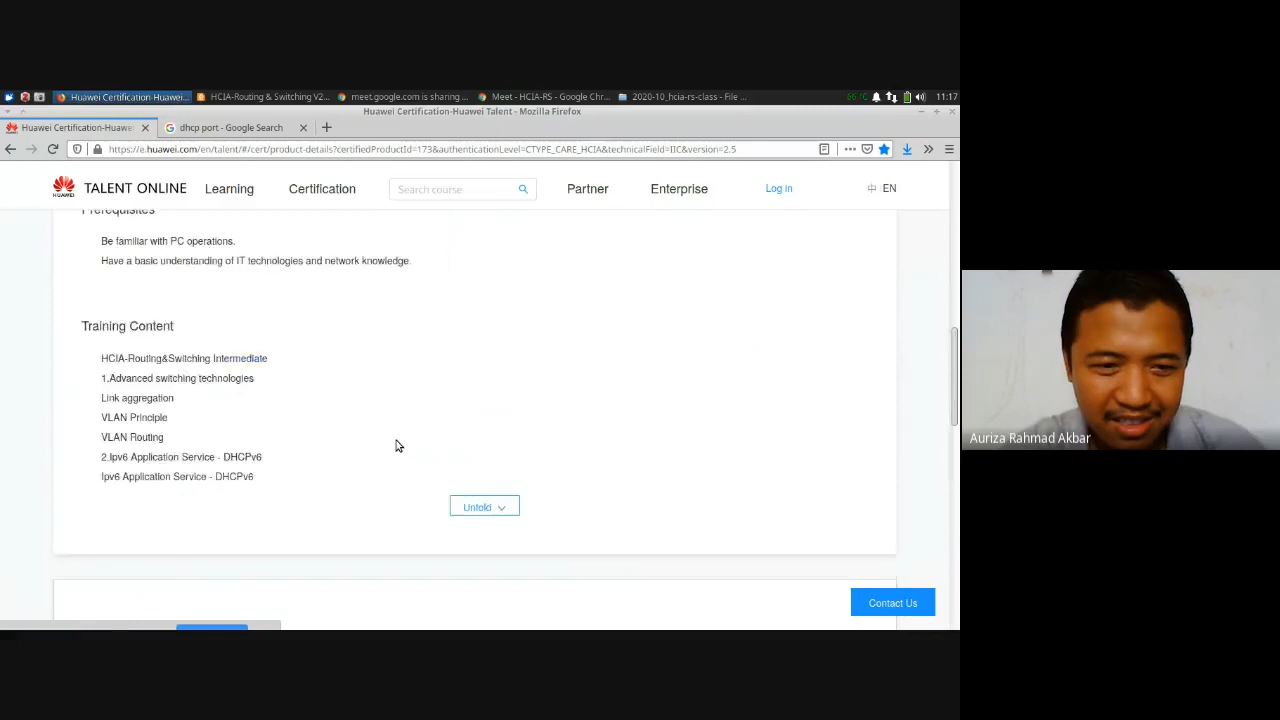 Huawei Certification-Huawei... HCIA-Routing & Switching V2... meet.google.com is sharing ... Meet - HCIA-RS - Google Chr... 2020-10_hcia-rs-class - File ... 11:17
Huawei Certification-Huawei Talent - Mozilla Firefox
Huawei Certification-Huawe dhcp port - Google Search
https://e.huawei.com/en/talent/#/cert/product-details?certifiedProductId=173&authenticationLevel=CTYPE_CARE_HCIA&technicalField=IIC&version=2.5
HUAWEI TALENT ONLINE Learning Certification Search course Partner Enterprise Log in 中 EN
Prerequisites
Be familiar with PC operations.
Have a basic understanding of IT technologies and network knowledge.
Training Content
HCIA-Routing&Switching Intermediate
1.Advanced switching technologies
Link aggregation
VLAN Principle
VLAN Routing
2.Ipv6 Application Service - DHCPv6
Ipv6 Application Service - DHCPv6
Unfold
Contact Us
Auriza Rahmad Akbar